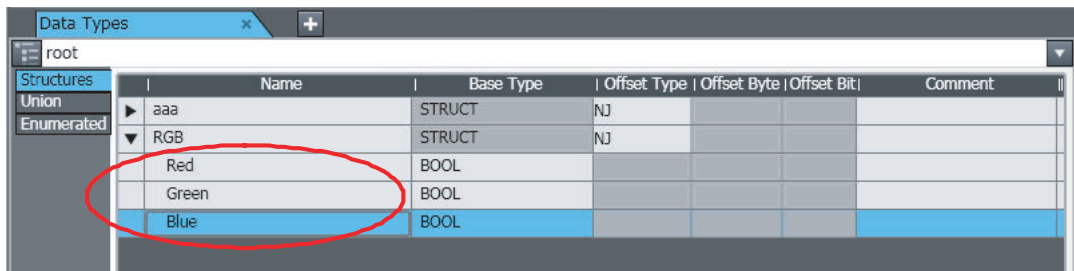 Data Types × +
root
Structures
Union
Enumerated
Name Base Type Offset Type Offset Byte Offset Bit Comment
aaa STRUCT NJ
RGB STRUCT NJ
Red BOOL
Green BOOL
Blue BOOL